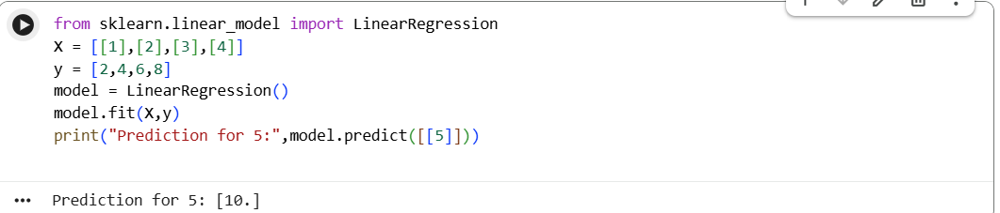 from sklearn.linear_model import LinearRegression
X = [[1],[2],[3],[4]]
y = [2,4,6,8]
model = LinearRegression()
model.fit(X,y)
print("Prediction for 5:",model.predict([[5]]))
Prediction for 5: [10.]